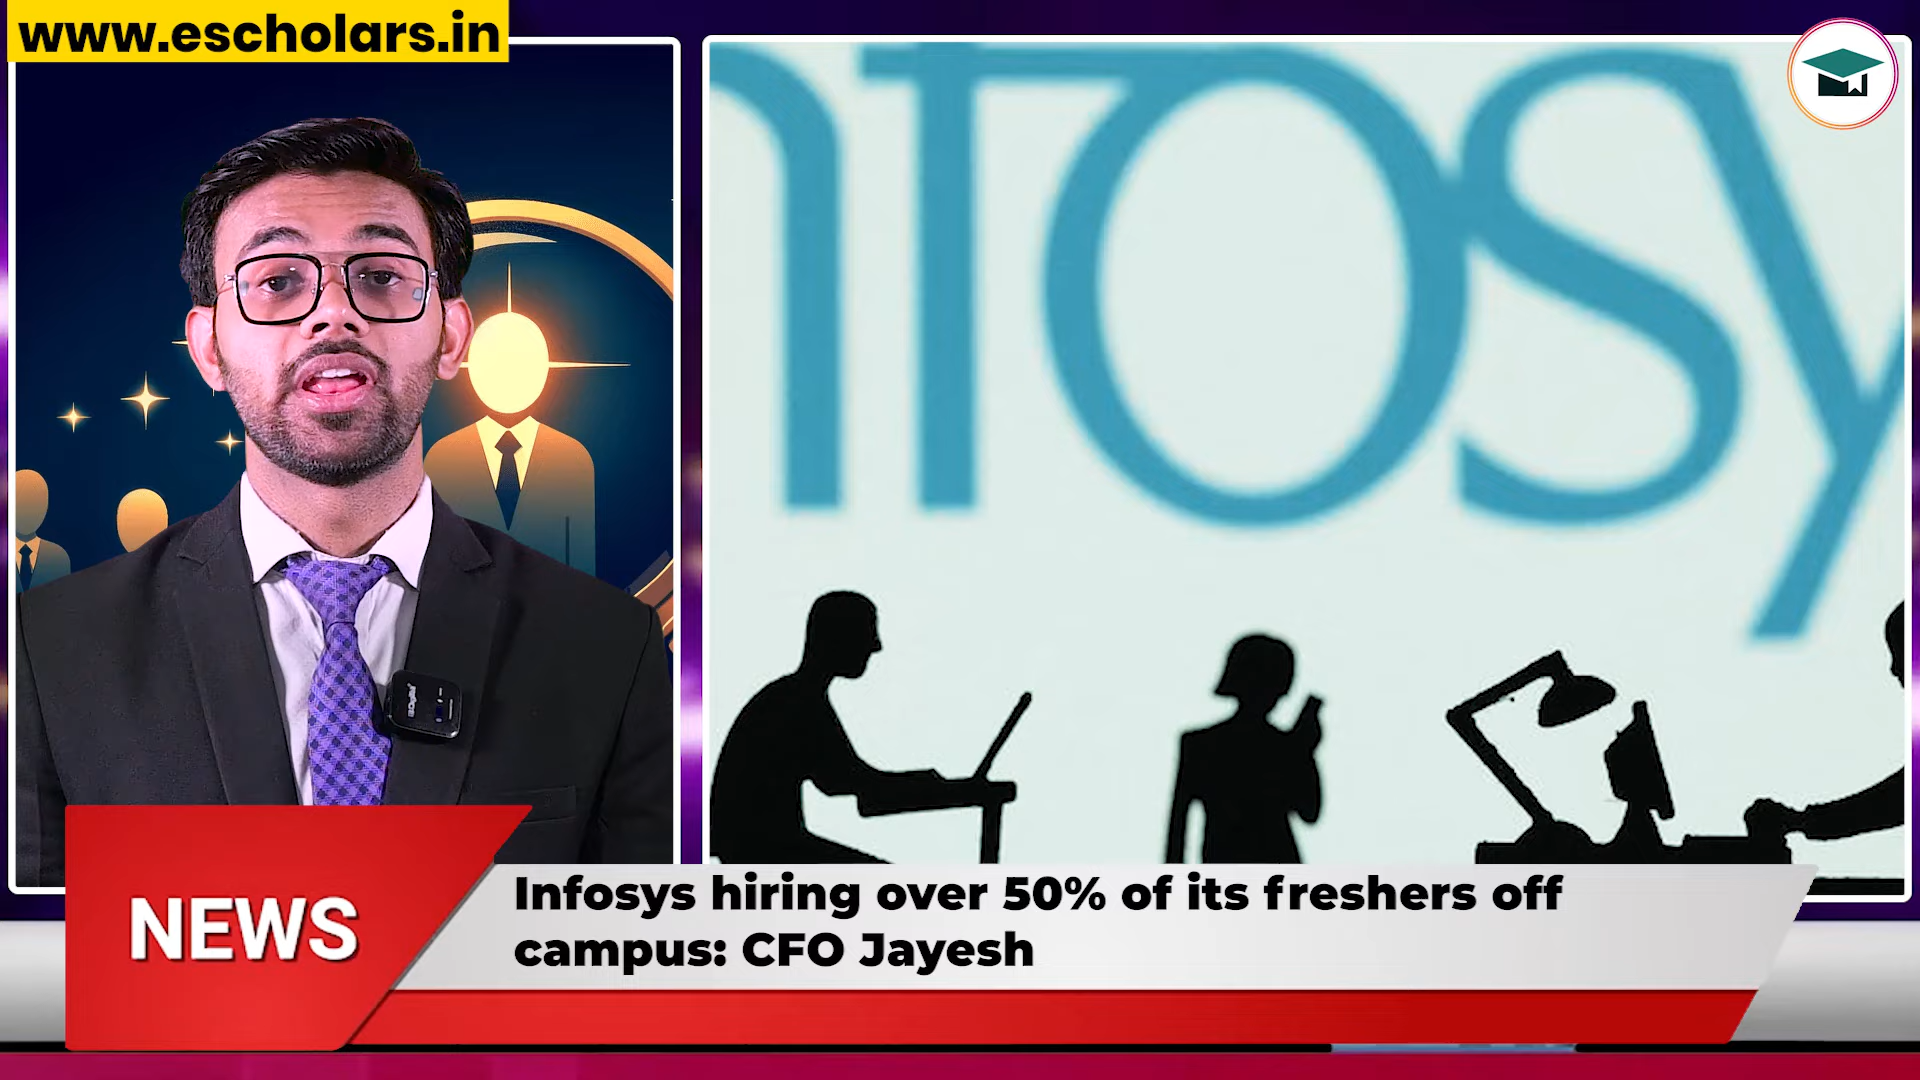 www.escholars.in
nfosy
NEWS
Infosys hiring over 50% of its freshers off
campus: CFO Jayesh